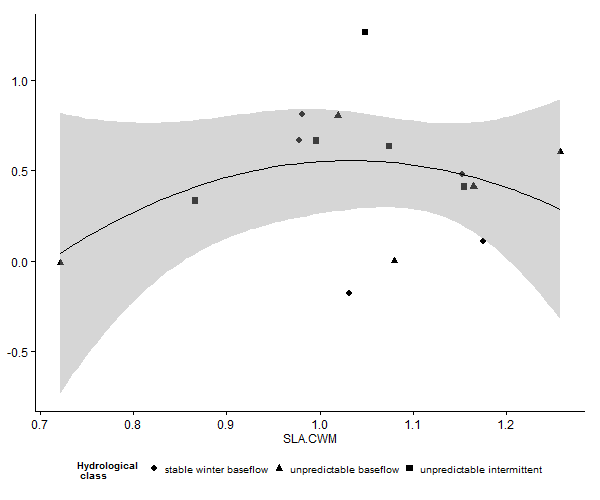 1.0
0.5
0.0
-0.5
0.7 0.8 0.9 1.0 1.1 1.2
SLA.CWM
Hydrological
class
stable winter baseflow unpredictable baseflow unpredictable intermittent